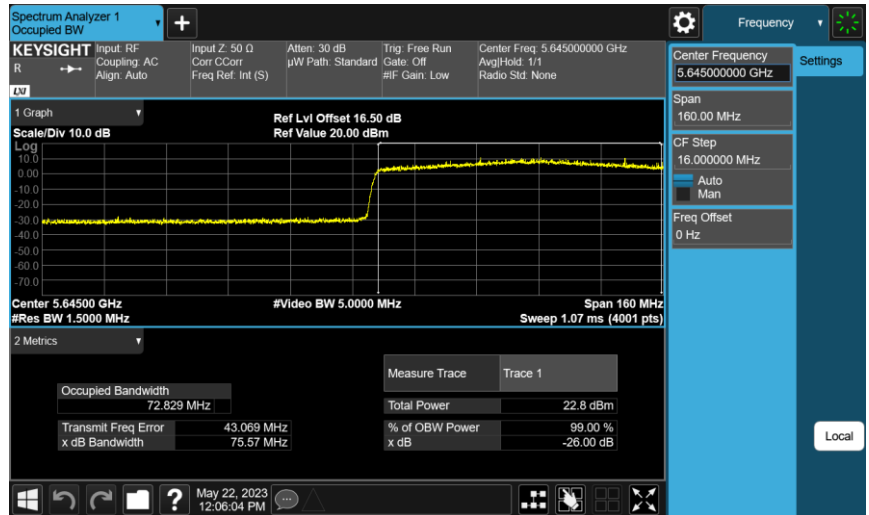 Spectrum Analyzer 1
Occupied BW
+
Frequency
KEYSIGHT
R
LXI
Input: RF
Coupling: AC
Align: Auto
Input Z: 50 Ω
Corr CCorr
Freq Ref: Int (S)
Atten: 30 dB
µW Path: Standard
Trig: Free Run
Gate: Off
#IF Gain: Low
Center Freq: 5.645000000 GHz
Avg|Hold: 1/1
Radio Std: None
Center Frequency
5.645000000 GHz
Settings
Span
160.00 MHz
CF Step
16.000000 MHz
Auto
Man
Freq Offset
0 Hz
1 Graph
Scale/Div 10.0 dB
Ref Lvl Offset 16.50 dB
Ref Value 20.00 dBm
Log
10.0
0.00
-10.0
-20.0
-30.0
-40.0
-50.0
-60.0
-70.0
Center 5.64500 GHz
#Res BW 1.5000 MHz
#Video BW 5.0000 MHz
Span 160 MHz
Sweep 1.07 ms (4001 pts)
2 Metrics
Measure Trace Trace 1
Occupied Bandwidth
72.829 MHz
Total Power 22.8 dBm
Transmit Freq Error 43.069 MHz
% of OBW Power 99.00 %
x dB Bandwidth 75.57 MHz
x dB -26.00 dB
Local
?
May 22, 2023
12:06:04 PM